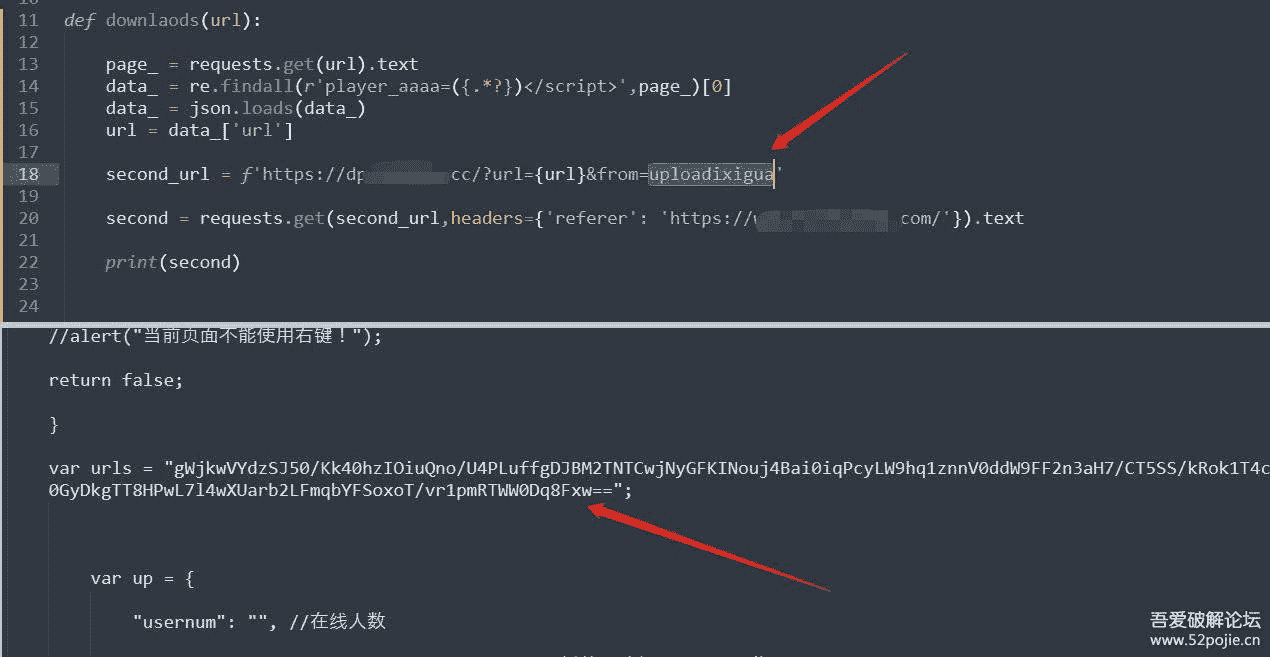 11 def downlaods(url):
12
13 page_ = requests.get(url).text
14 data_ = re.findall(r'player_aaaa=({.*?})</script>',page_)[0]
15 data_ = json.loads(data_)
16 url = data_['url']
17
18 second_url = f'https://dp cc/?url={url}&from=uploadixigua'
19
20 second = requests.get(second_url,headers={'referer': 'https:// com/'}).text
21
22 print(second)
23
24
//alert("当前页面不能使用右键！");
return false;
}
var urls = "gWjkwVYdzSJ50/Kk40hzIOiuQno/U4PLuffgDJBM2TNTCwjNyGFKINouj4Bai0iqPcyLW9hq1znnV0ddW9FF2n3aH7/CT5SS/kRok1T4c
0GyDkgTT8HPwL7l4wXUarb2LFmqbYFSoxoT/vr1pmRTWW0Dq8Fxw==";
var up = {
"usernum": "", //在线人数
吾爱破解论坛
www.52pojie.cn